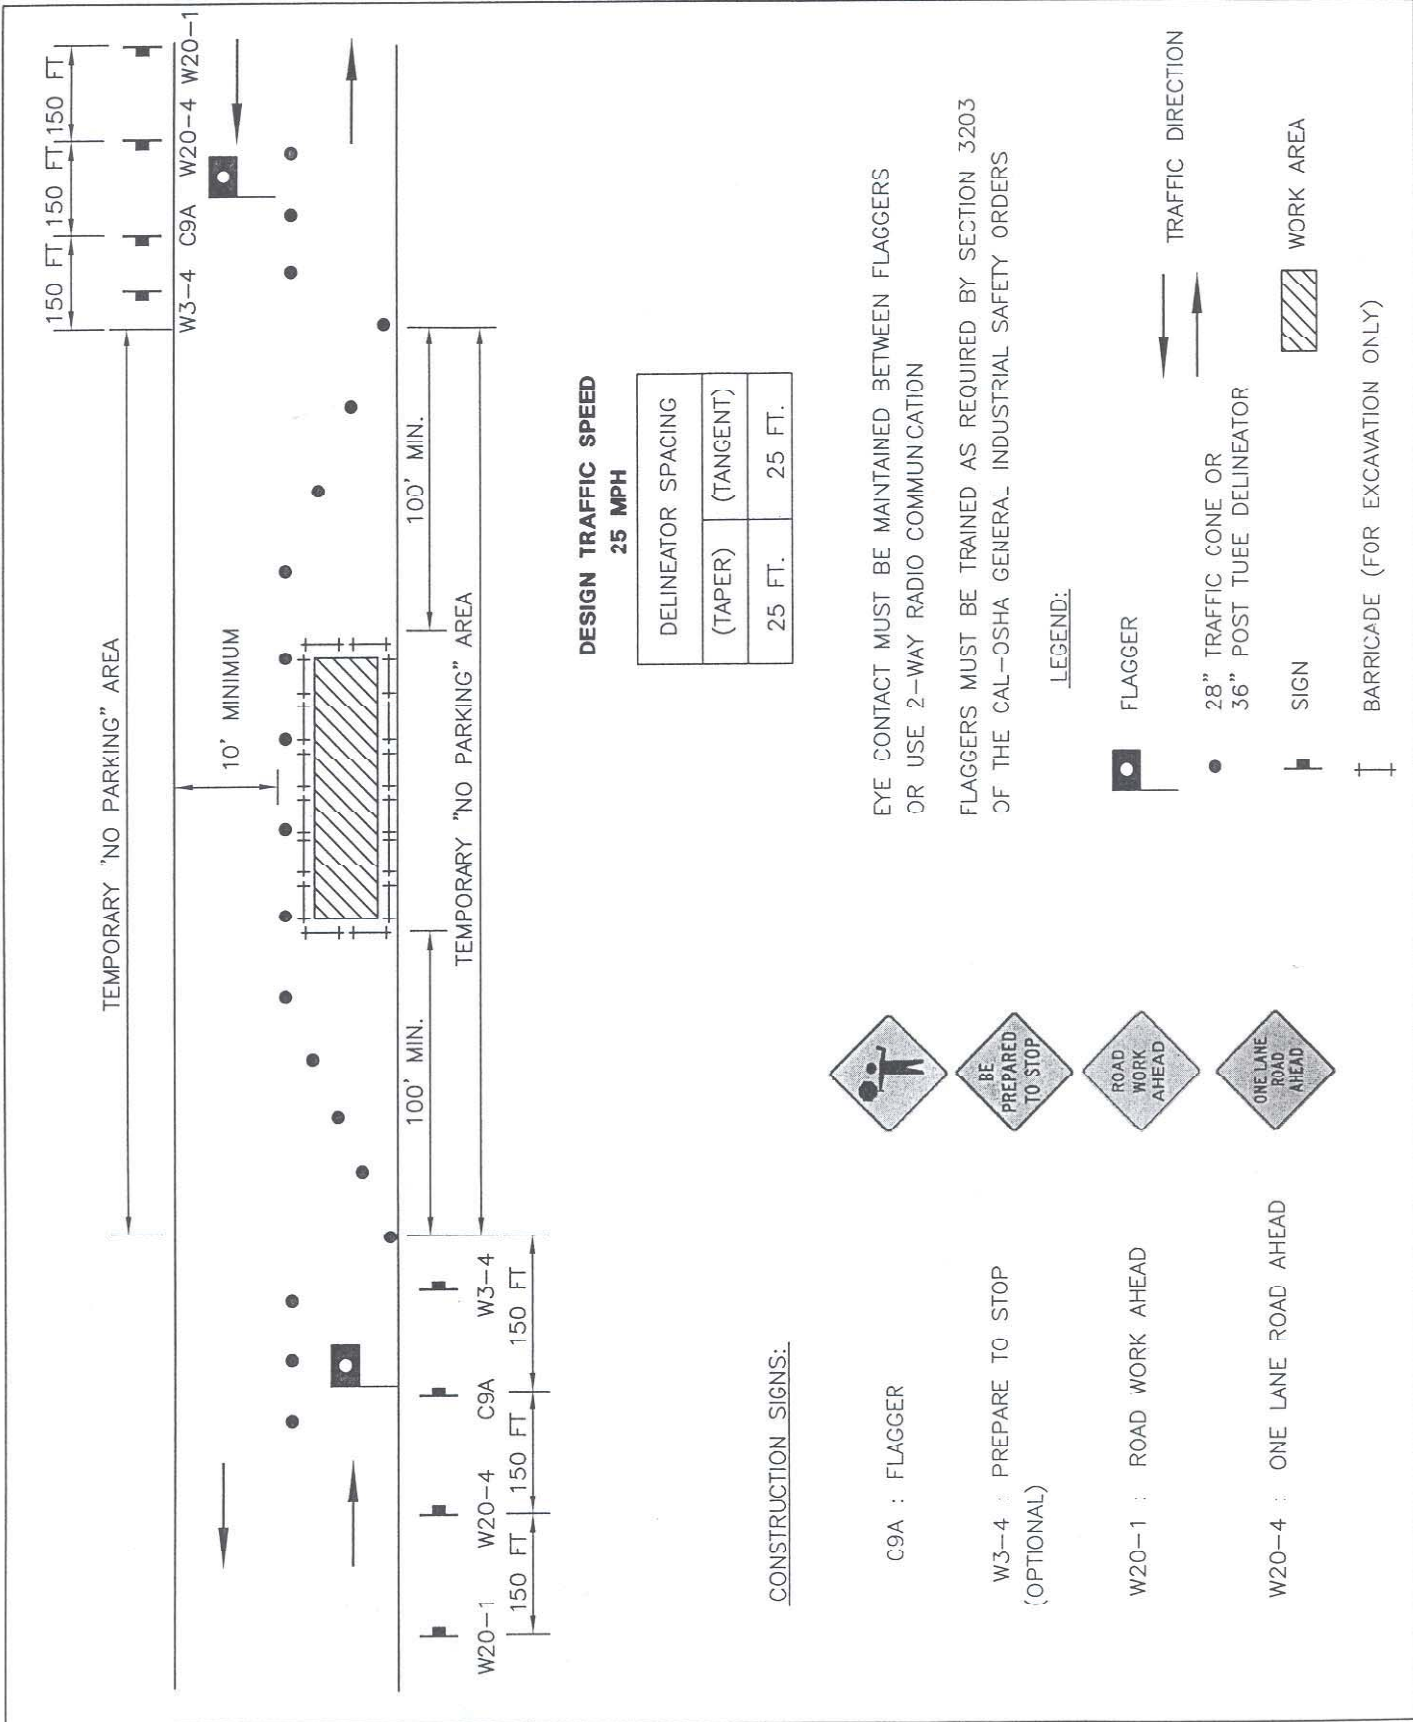 TEMPORARY "NO PARKING" AREA
150 FT
150 FT
150 FT
W3-4
C9A
W20-4
W20-1
10' MINIMUM
100' MIN.
100' MIN.
TEMPORARY "NO PARKING" AREA
W20-1
W20-4
C9A
W3-4
150 FT
150 FT
150 FT
DESIGN TRAFFIC SPEED
25 MPH
DELINEATOR SPACING
(TAPER) (TANGENT)
25 FT. 25 FT.
EYE CONTACT MUST BE MAINTAINED BETWEEN FLAGGERS
OR USE 2-WAY RADIO COMMUNICATION
FLAGGERS MUST BE TRAINED AS REQUIRED BY SECTION 3203
OF THE CAL-OSHA GENERAL INDUSTRIAL SAFETY ORDERS
CONSTRUCTION SIGNS:
C9A : FLAGGER
W3-4 : PREPARE TO STOP
(OPTIONAL)
BE
PREPARED
TO STOP
W20-1 : ROAD WORK AHEAD
ROAD
WORK
AHEAD
W20-4 : ONE LANE ROAD AHEAD
ONE LANE
ROAD
AHEAD
LEGEND:
FLAGGER
TRAFFIC DIRECTION
28" TRAFFIC CONE OR
36" POST TUBE DELINEATOR
SIGN
WORK AREA
BARRICADE (FOR EXCAVATION ONLY)